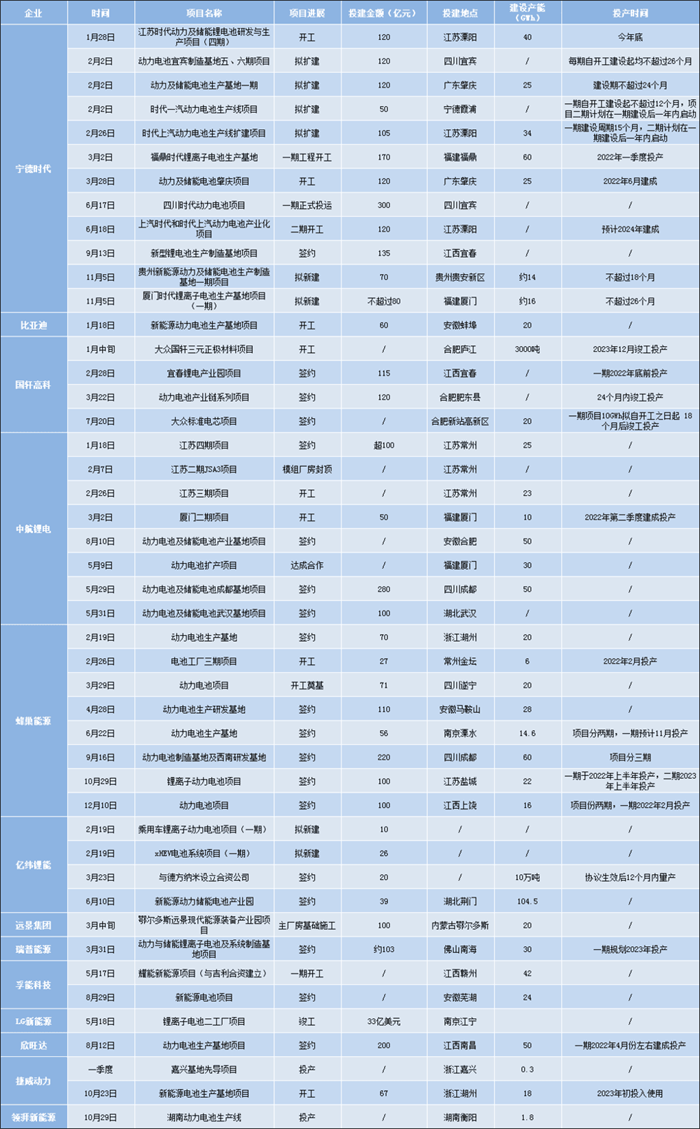 企业 时间 项目名称 项目进展 投建金额（亿元） 投建地点 建设产能（GWh） 投产时间
宁德时代
1月28日 江苏时代动力及储能锂电池研发与生产项目（四期） 开工 120 江苏溧阳 40 今年底
2月2日 动力电池宜宾制造基地五、六期项目 拟扩建 120 四川宜宾 / 每期自开工建设起均不超过26个月
2月2日 动力及储能电池生产基地一期 拟扩建 120 广东肇庆 25 建设期不超过24个月
2月2日 时代一汽动力电池生产线项目 拟扩建 50 宁德霞浦 / 一期自开工建设起不超过12个月，项目二期计划在一期建设后一年内启动
2月26日 时代上汽动力电池生产线扩建项目 拟扩建 105 江苏溧阳 34 一期建设周期15个月，二期计划在一期建设后一年内启动
3月2日 福鼎时代锂离子电池生产基地 一期工程开工 170 福建福鼎 60 2022年一季度投产
3月28日 动力及储能电池肇庆项目 开工 120 广东肇庆 25 2022年6月建成
6月17日 四川时代动力电池项目 一期正式投运 300 四川宜宾 / /
6月18日 上汽时代和时代上汽动力电池产业化项目 二期开工 120 江苏溧阳 / 预计2024年建成
9月13日 新型锂电池生产制造基地项目 签约 135 江西宜春 / /
11月5日 贵州新能源动力及储能电池生产制造基地一期项目 拟新建 70 贵州贵安新区 约14 不超过18个月
11月5日 厦门时代锂离子电池生产基地项目（一期） 拟新建 不超过80 福建厦门 约16 不超过26个月
比亚迪 1月18日 新能源动力电池生产基地项目 开工 60 安徽蚌埠 20 /
国轩高科
1月中旬 大众国轩三元正极材料项目 开工 / 合肥庐江 3000吨 2023年12月竣工投产
2月28日 宜春锂电产业园项目 签约 115 江西宜春 / 一期2022年底前投产
3月22日 动力电池产业链系列项目 签约 120 合肥肥东县 / 24个月内竣工投产
7月20日 大众标准电芯项目 签约 / 合肥新站高新区 20 一期项目10GWh拟自开工之日起 18个月后竣工投产
中航锂电
1月18日 江苏四期项目 签约 超100 江苏常州 25 /
2月7日 江苏二期JSA3项目 模组厂房封顶 / 江苏常州 / /
2月26日 江苏三期项目 开工 / 江苏常州 23 /
3月2日 厦门二期项目 开工 50 福建厦门 10 2022年第二季度建成投产
8月10日 动力电池及储能电池产业基地项目 签约 / 安徽合肥 50 /
5月9日 动力电池扩产项目 达成合作 / 福建厦门 30 /
5月29日 动力电池及储能电池成都基地项目 签约 280 四川成都 50 /
5月31日 动力电池及储能电池武汉基地项目 签约 100 湖北武汉 / /
蜂巢能源
2月19日 动力电池生产基地 签约 70 浙江湖州 20 /
2月26日 电池工厂三期项目 开工 27 常州金坛 6 2022年2月投产
3月29日 动力电池项目 开工奠基 71 四川遂宁 20 /
4月28日 动力电池生产研发基地 签约 110 安徽马鞍山 28 /
6月22日 动力电池生产基地 签约 56 南京溧水 14.6 项目分两期，一期预计11月投产
9月16日 动力电池制造基地及西南研发基地 签约 220 四川成都 60 项目分三期
10月29日 锂离子动力电池项目 签约 100 江苏盐城 22 一期于2022年上半年投产，二期2023年上半年投产
12月10日 动力电池项目 签约 100 江西上饶 16 项目份两期，一期2022年2月投产
亿纬锂能
2月19日 乘用车锂离子动力电池项目（一期） 拟新建 10 / / /
2月19日 xHEV电池系统项目（一期） 拟新建 26 / / /
3月23日 与德方纳米设立合资公司 签约 20 / 10万吨 协议生效后12个月内量产
6月10日 亿纬新能源动力储能电池产业园 签约 39 湖北荆门 104.5 /
远景集团 3月中旬 鄂尔多斯远景现代能源装备产业园项目 主厂房基础施工 100 内蒙古鄂尔多斯 20 /
瑞普能源 3月31日 动力与储能锂离子电池及系统制造基地项目 签约 约103 佛山南海 30 一期规划2023年投产
孚能科技
5月17日 耀能新能源项目（与吉利合资建立） 一期开工 / 江西赣州 42 /
8月29日 新能源电池项目 签约 / 安徽芜湖 24 /
LG新能源 5月18日 锂离子电池二工厂项目 竣工 33亿美元 南京江宁 /
欣旺达 8月12日 动力电池生产基地项目 签约 200 江西南昌 50 一期2022年4月份左右建成投产
捷威动力
一季度 嘉兴基地先导项目 投产 / 浙江嘉兴 0.3 /
10月23日 新能源电池生产基地项目 开工 67 浙江湖州 18 2023年初投入使用
领湃新能源 10月29日 湖南动力电池生产线 投产 / 湖南衡阳 1.8 /